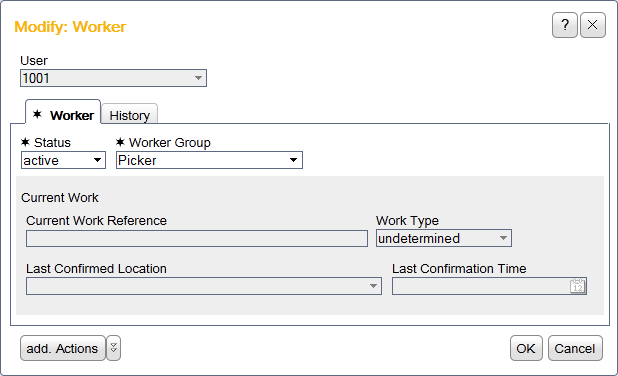 Modify: Worker
?
User
1001
✶ Worker
History
✶ Status
✶ Worker Group
active
Picker
Current Work
Current Work Reference
Work Type
undetermined
Last Confirmed Location
Last Confirmation Time
12
add. Actions
OK
Cancel